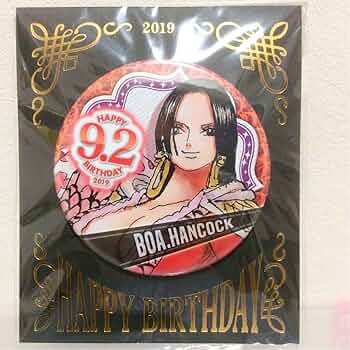 2019
HAPPY
9.2
BIRTHDAY
2019
BOA.HANCOCK
HAPPY BIRTHDAY